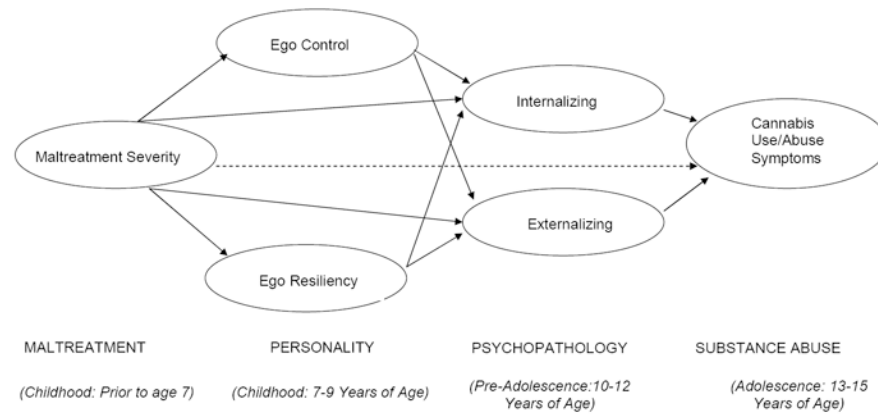 Ego Control
Internalizing
Cannabis
Use/Abuse
Symptoms
Maltreatment Severity
Externalizing
Ego Resiliency
MALTREATMENT
PERSONALITY
PSYCHOPATHOLOGY
SUBSTANCE ABUSE
(Childhood: Prior to age 7)
(Childhood: 7-9 Years of Age)
(Pre-Adolescence:10-12
Years of Age)
(Adolescence: 13-15
Years of Age)